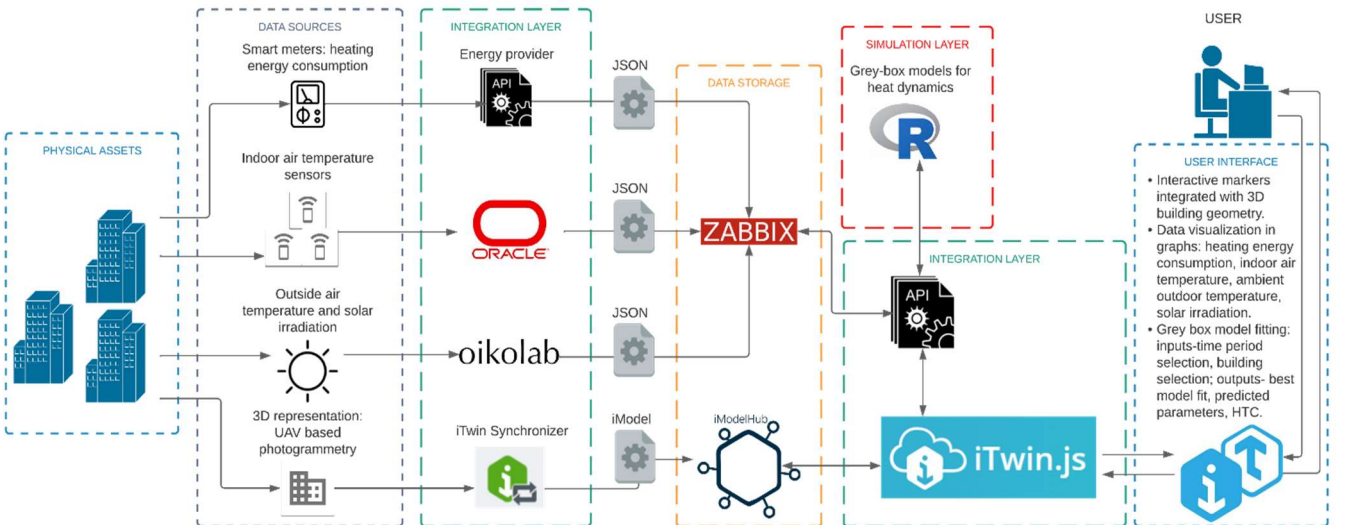 PHYSICAL ASSETS
DATA SOURCES
Smart meters: heating
energy consumption
Indoor air temperature
sensors
Outside air
temperature and solar
irradiation
3D representation:
UAV based
photogrammetry
INTEGRATION LAYER
Energy provider
API
ORACLE
oikolab
iTwin Synchronizer
JSON
JSON
JSON
iModel
DATA STORAGE
ZABBIX
iModelHub
SIMULATION LAYER
Grey-box models for
heat dynamics
R
INTEGRATION LAYER
API
iTwin.js
USER
USER INTERFACE
• Interactive markers
integrated with 3D
building geometry.
• Data visualization in
graphs: heating energy
consumption, indoor air
temperature, ambient
outdoor temperature,
solar irradiation.
• Grey box model fitting:
inputs-time period
selection, building
selection; outputs- best
model fit, predicted
parameters, HTC.